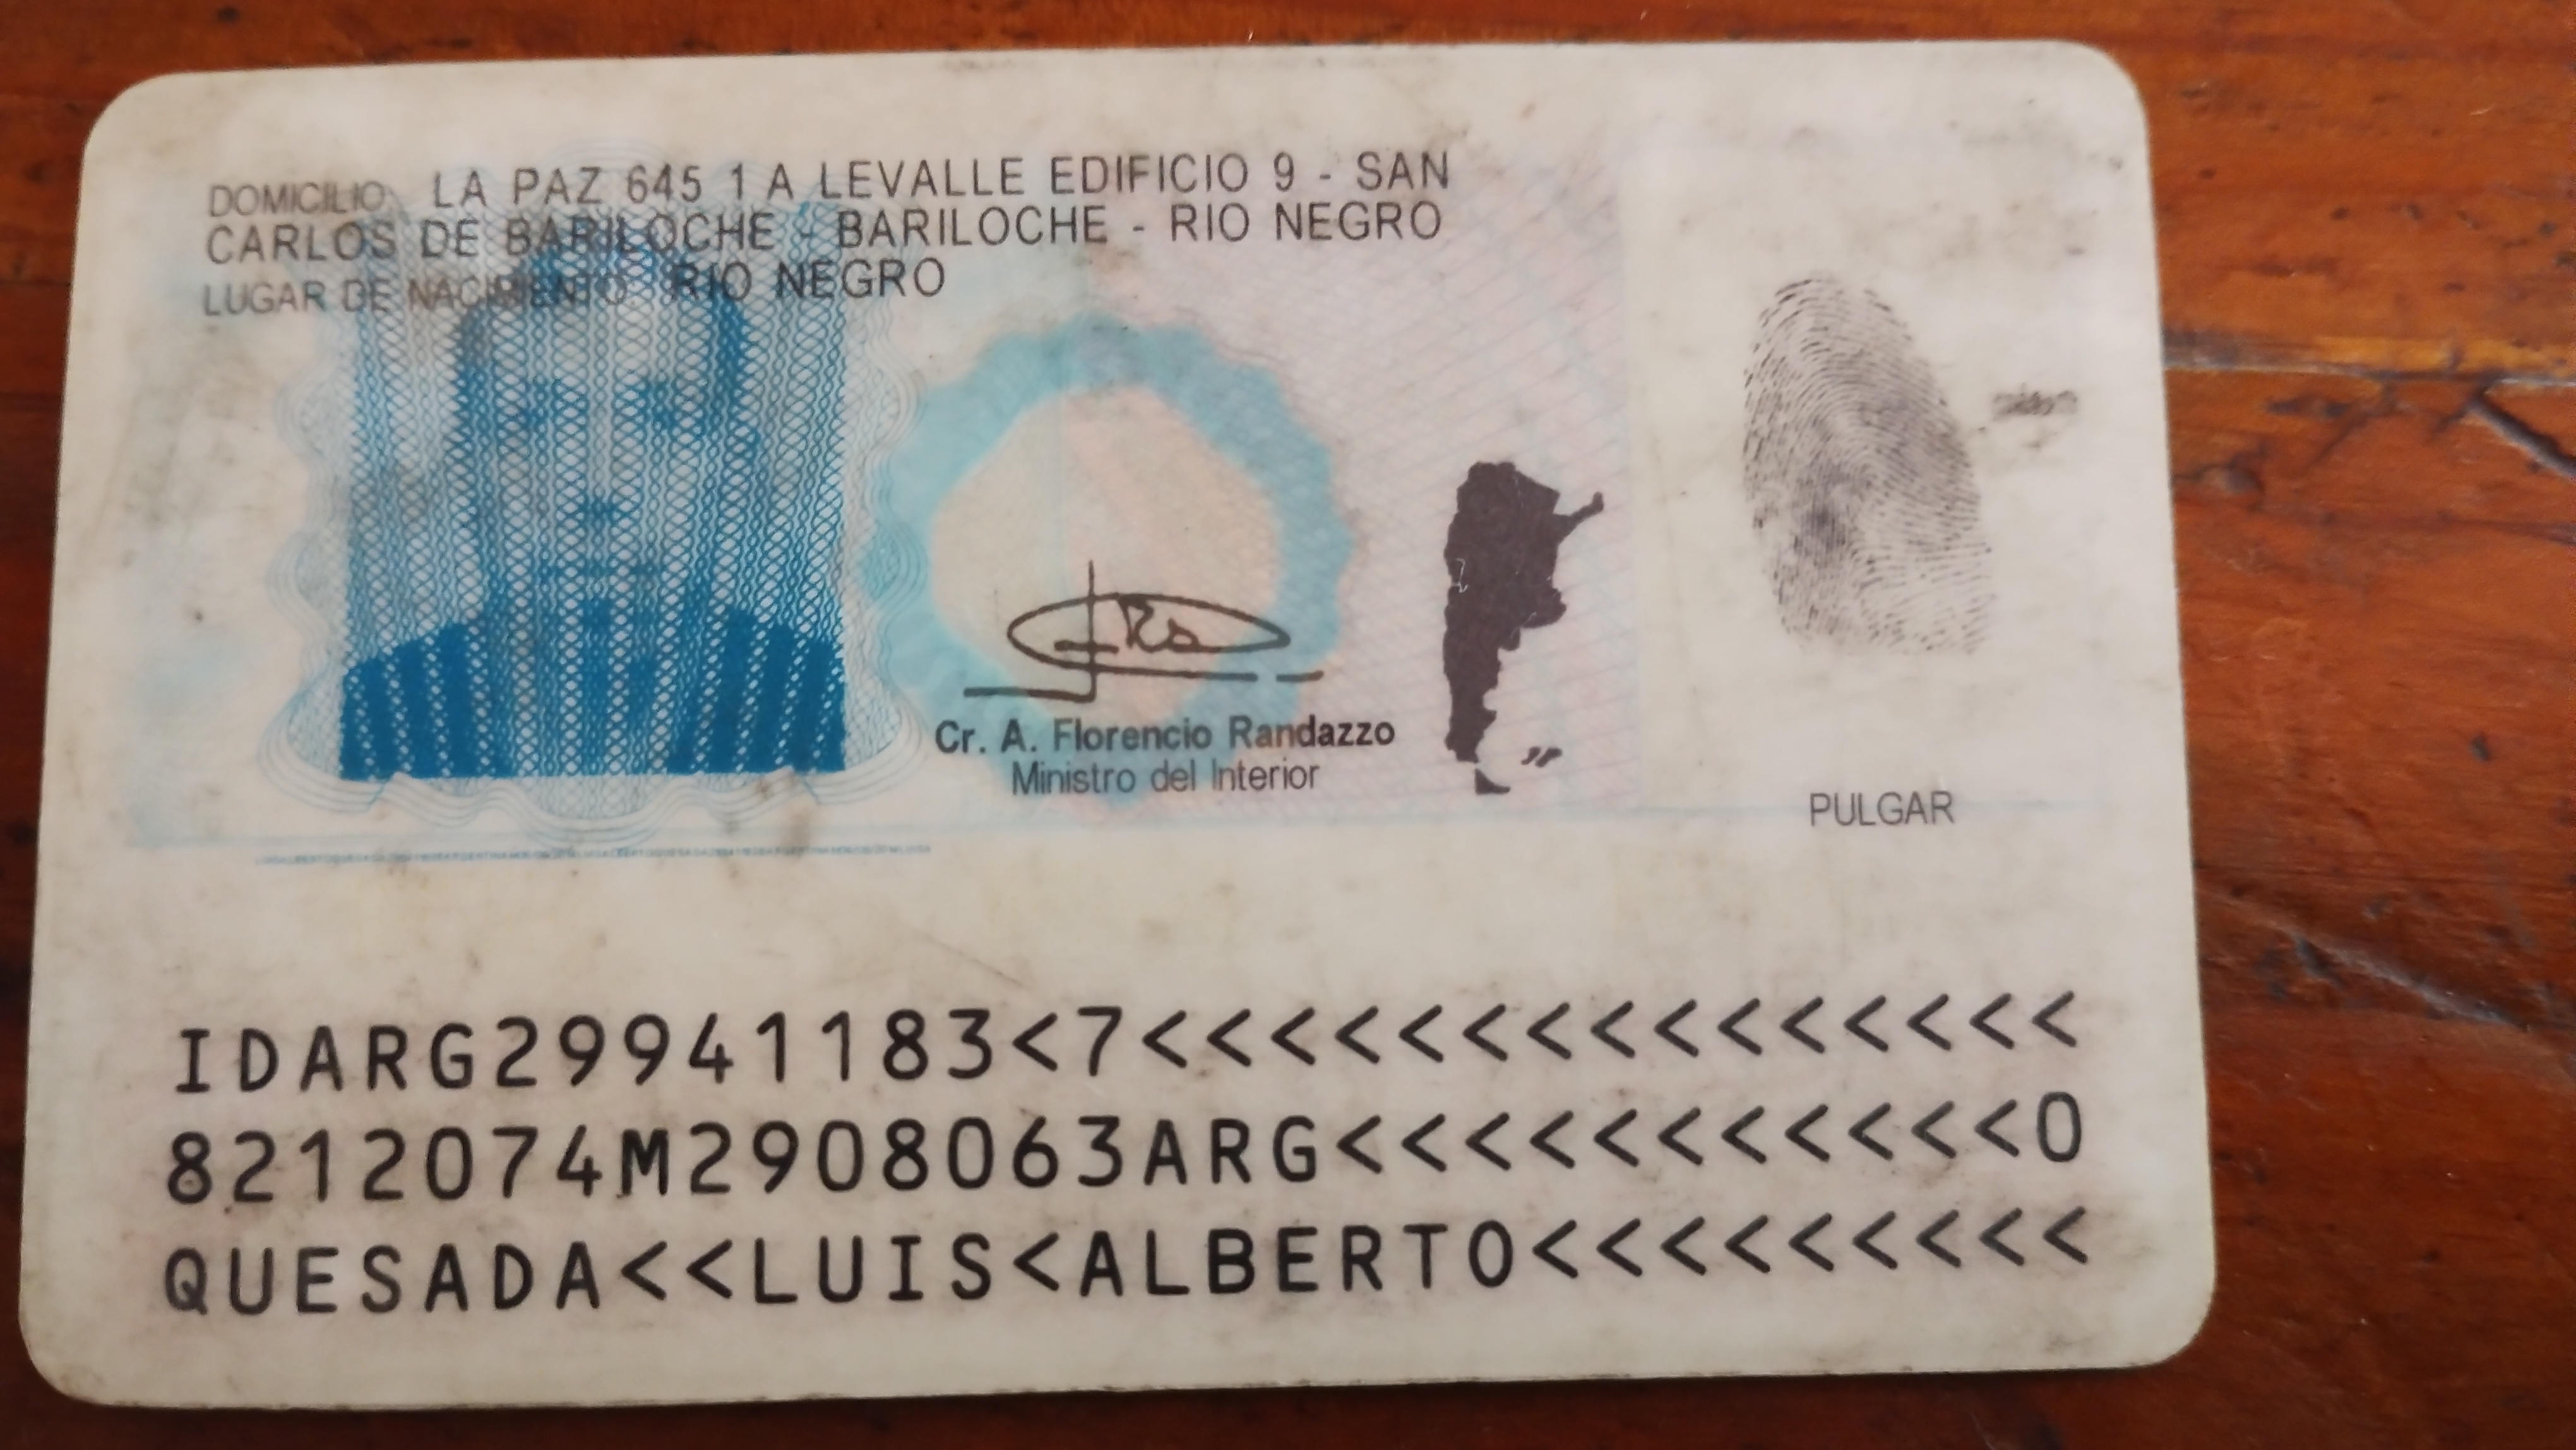 DOMICILIO: LA PAZ 645 1 A LEVALLE EDIFICIO 9 - SAN
CARLOS DE BARILOCHE - BARILOCHE - RIO NEGRO
LUGAR DE NACIMIENTO: RIO NEGRO
Cr. A. Florencio Randazzo
Ministro del Interior
PULGAR
IDARG29941183<7<<<<<<<<<<<<<<<
8212074M2908063ARG<<<<<<<<<<<0
QUESADA<<LUIS<ALBERTO<<<<<<<<<